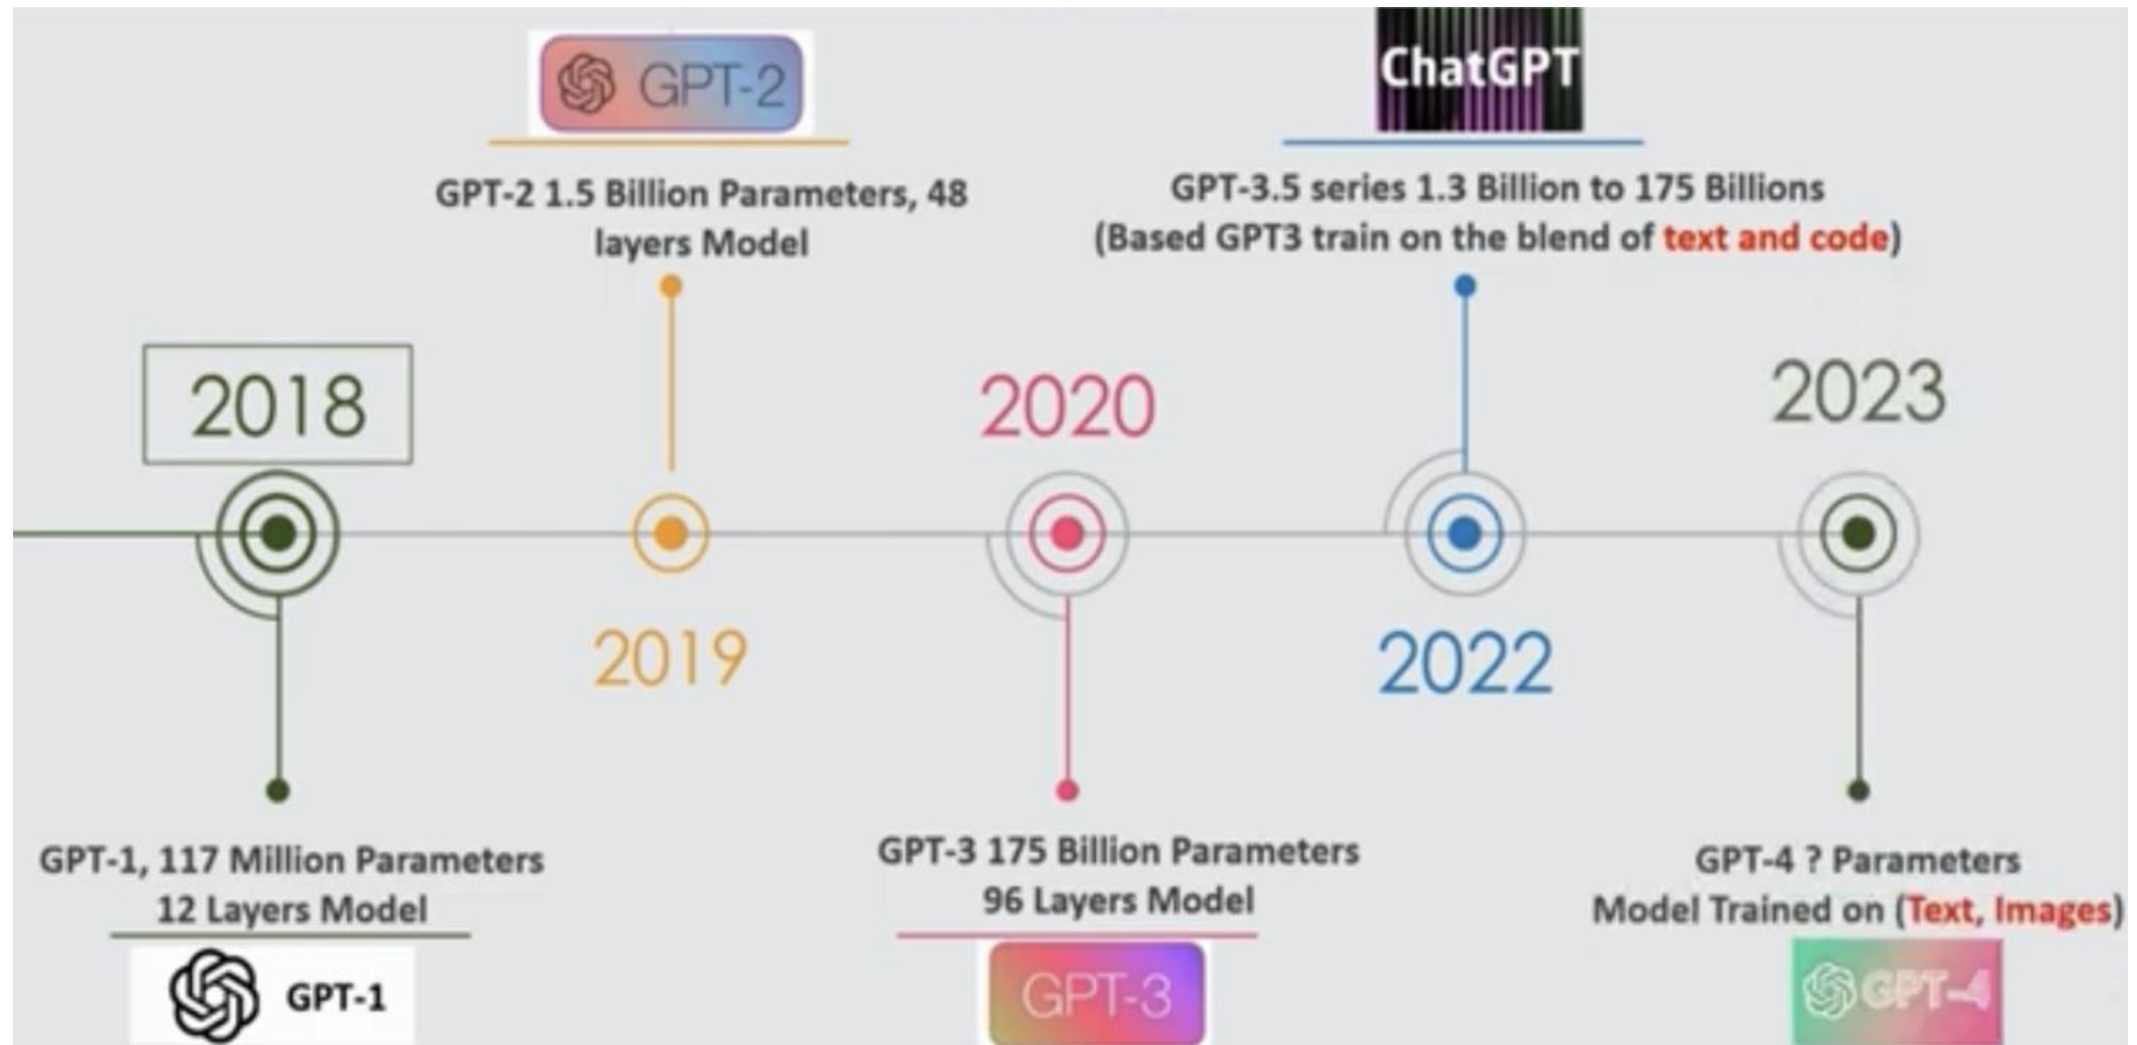 GPT-2
ChatGPT
GPT-2 1.5 Billion Parameters, 48
layers Model
GPT-3.5 series 1.3 Billion to 175 Billions
(Based GPT3 train on the blend of text and code)
2018
2019
2020
2022
2023
GPT-1, 117 Million Parameters
12 Layers Model
GPT-1
GPT-3 175 Billion Parameters
96 Layers Model
GPT-3
GPT-4 ? Parameters
Model Trained on (Text, Images)
GPT-4